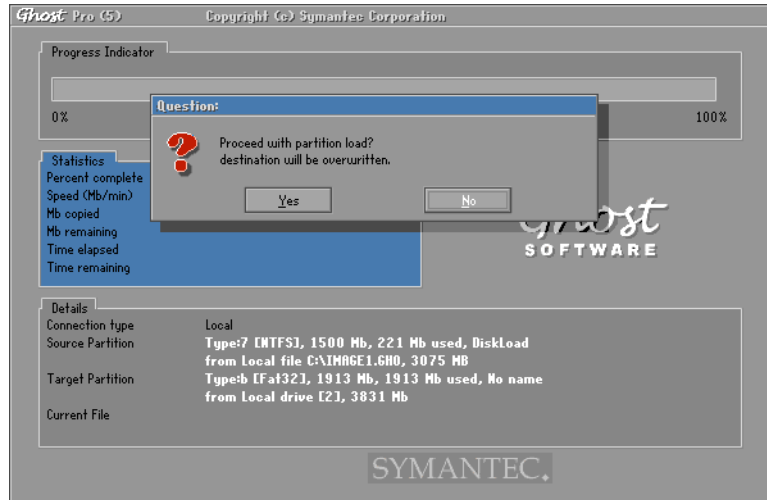 Ghost Pro (5) Copyright (c) Symantec Corporation
Progress Indicator
0% 100%
Question:
Proceed with partition load?
destination will be overwritten.
Yes No
Statistics
Percent complete
Speed (Mb/min)
Mb copied
Mb remaining
Time elapsed
Time remaining
Ghost
SOFTWARE
Details
Connection type Local
Source Partition Type:7 [NTFS], 1500 Mb, 221 Mb used, DiskLoad
from Local file C:\IMAGE1.GHO, 3075 MB
Target Partition Type:b [Fat32], 1913 Mb, 1913 Mb used, No name
from Local drive [2], 3831 Mb
Current File
SYMANTEC.